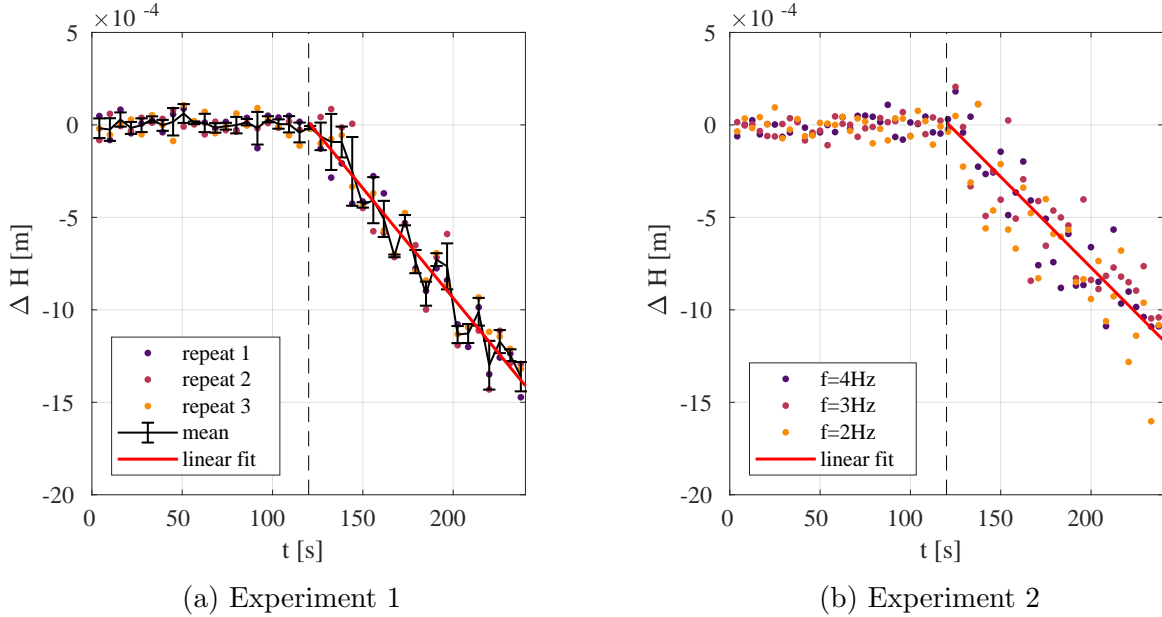 ×10 -4
5
0
-5
-10
-15
-20
0
50
100
150
200
Δ H [m]
t [s]
repeat 1
repeat 2
repeat 3
mean
linear fit
(a) Experiment 1
×10 -4
5
0
-5
-10
-15
-20
0
50
100
150
200
Δ H [m]
t [s]
f=4Hz
f=3Hz
f=2Hz
linear fit
(b) Experiment 2